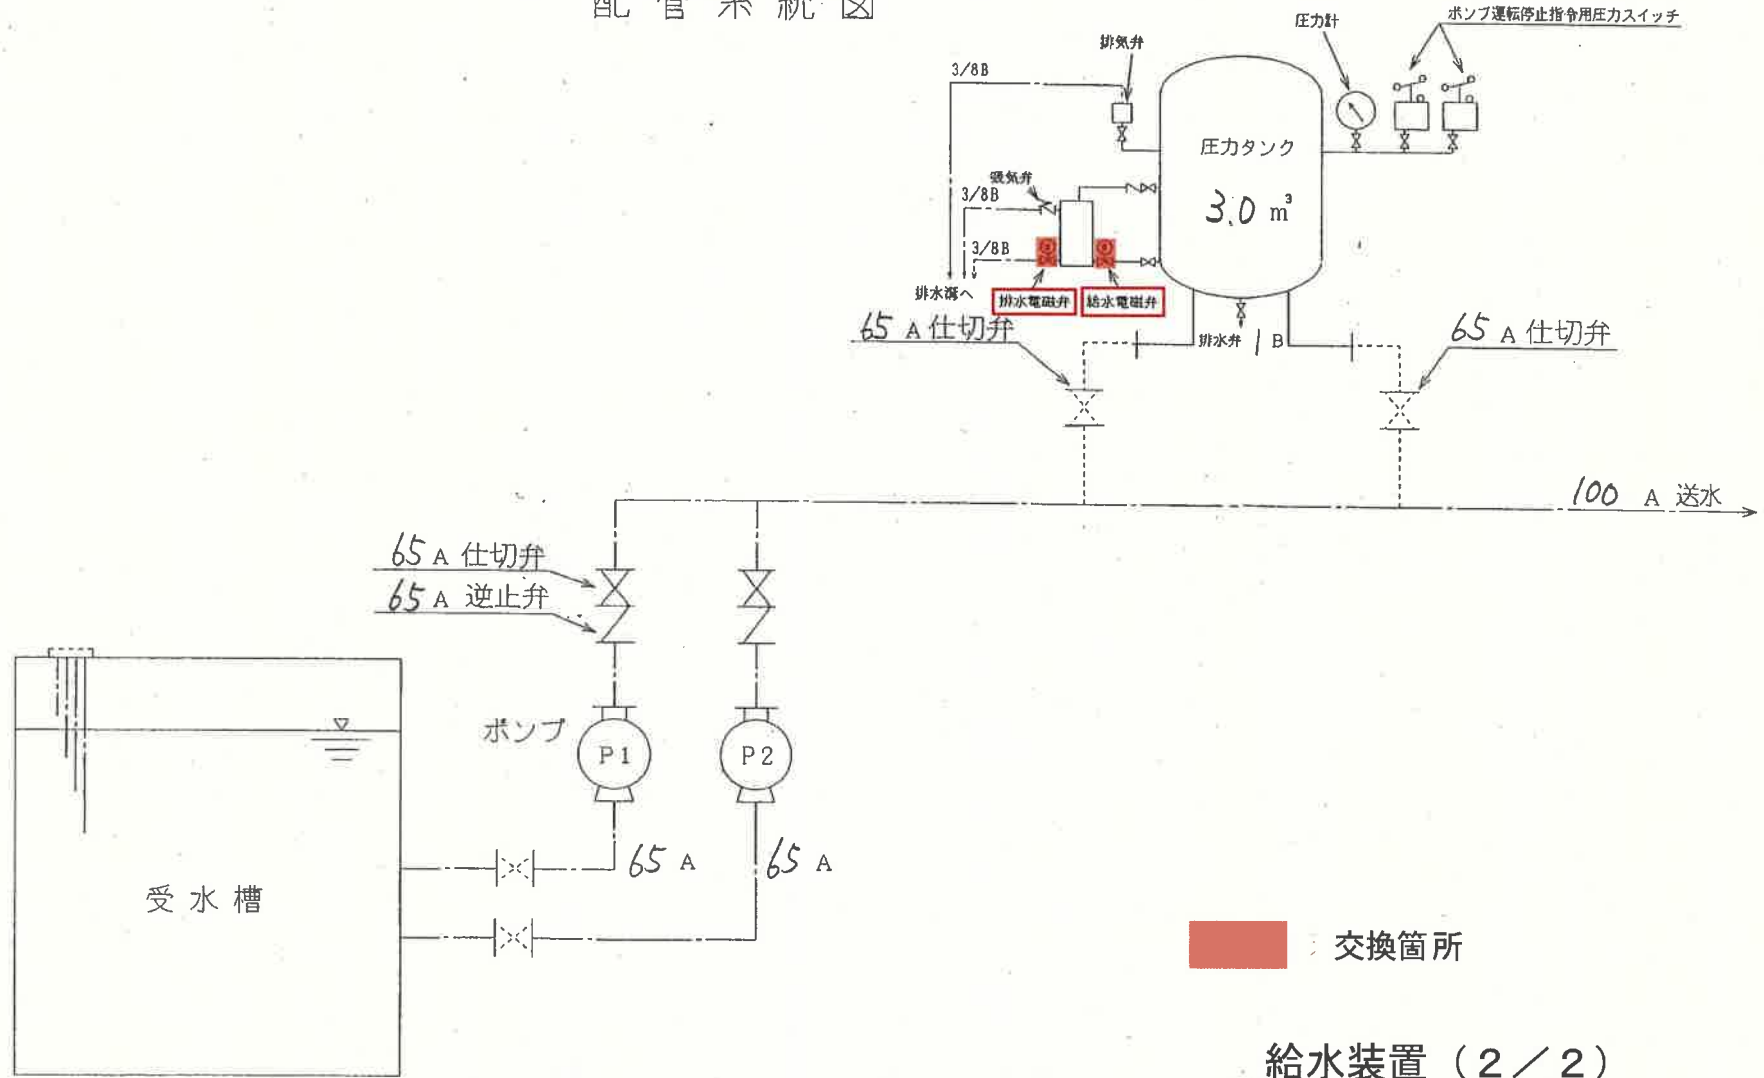 配管系統図
圧力計
ポンプ運転停止指令用圧力スイッチ
排気弁
3/8B
圧力タンク
3.0 m³
吸気弁
3/8B
3/8B
排水溝へ
排水電磁弁
給水電磁弁
65 A 仕切弁
排水弁 1 B
65 A 仕切弁
100 A 送水
65 A 仕切弁
65 A 逆止弁
ポンプ
P1
P2
65 A
65 A
受水槽
: 交換箇所
給水装置（2／2）